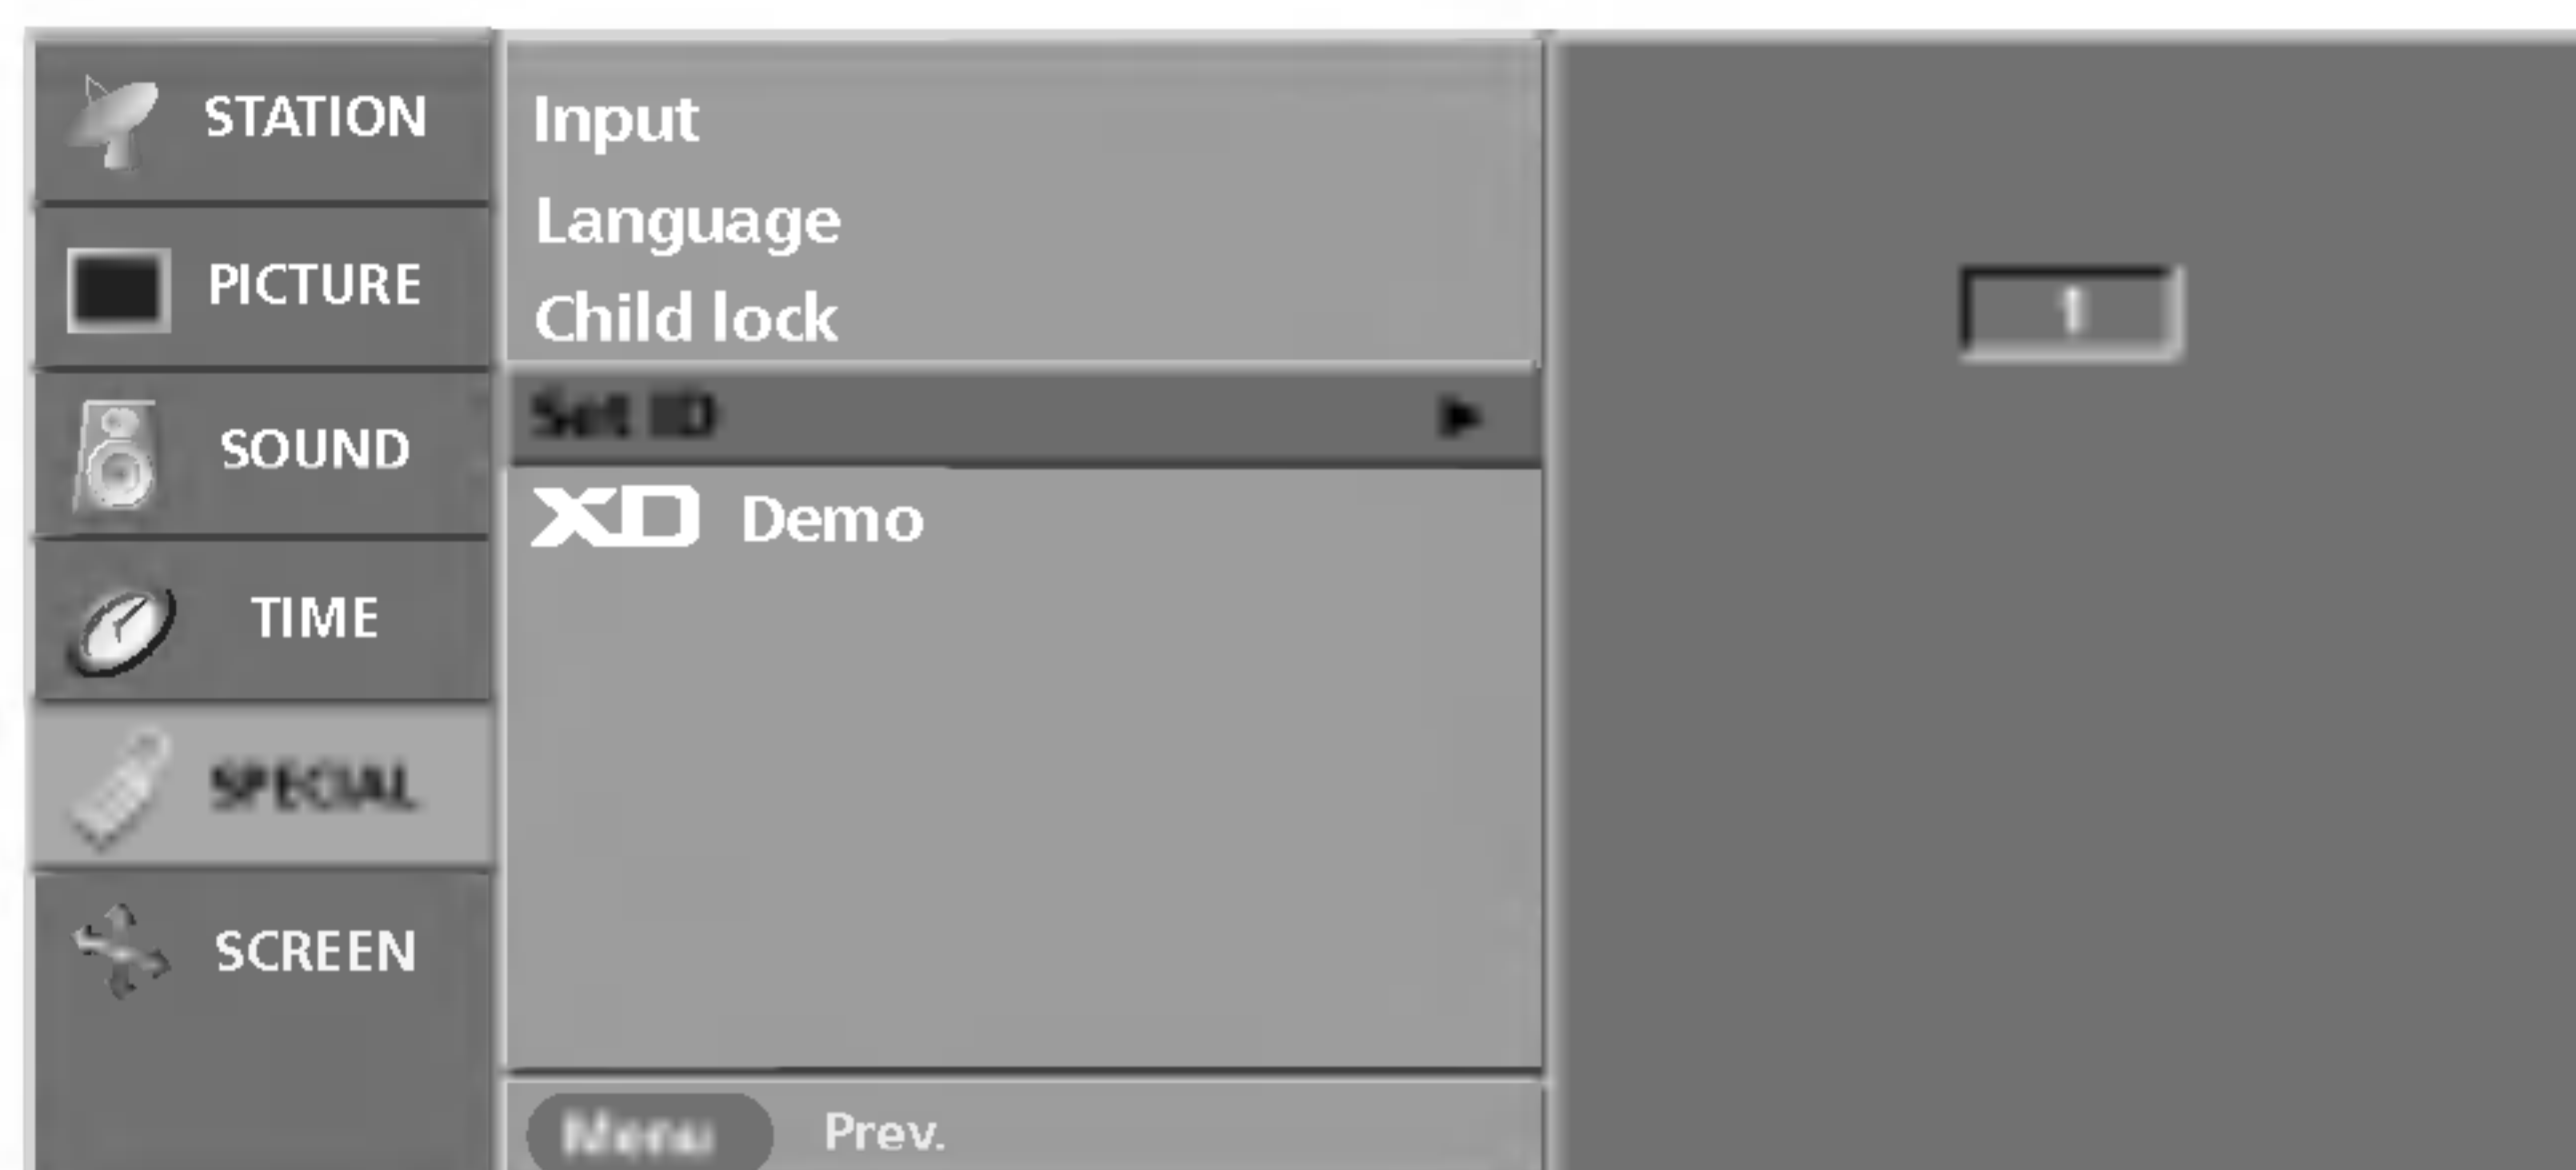 STATION
PICTURE
SOUND
TIME
SPECIAL
SCREEN
Input
Language
Child lock
Set ID
XD Demo
Menu Prev.
1